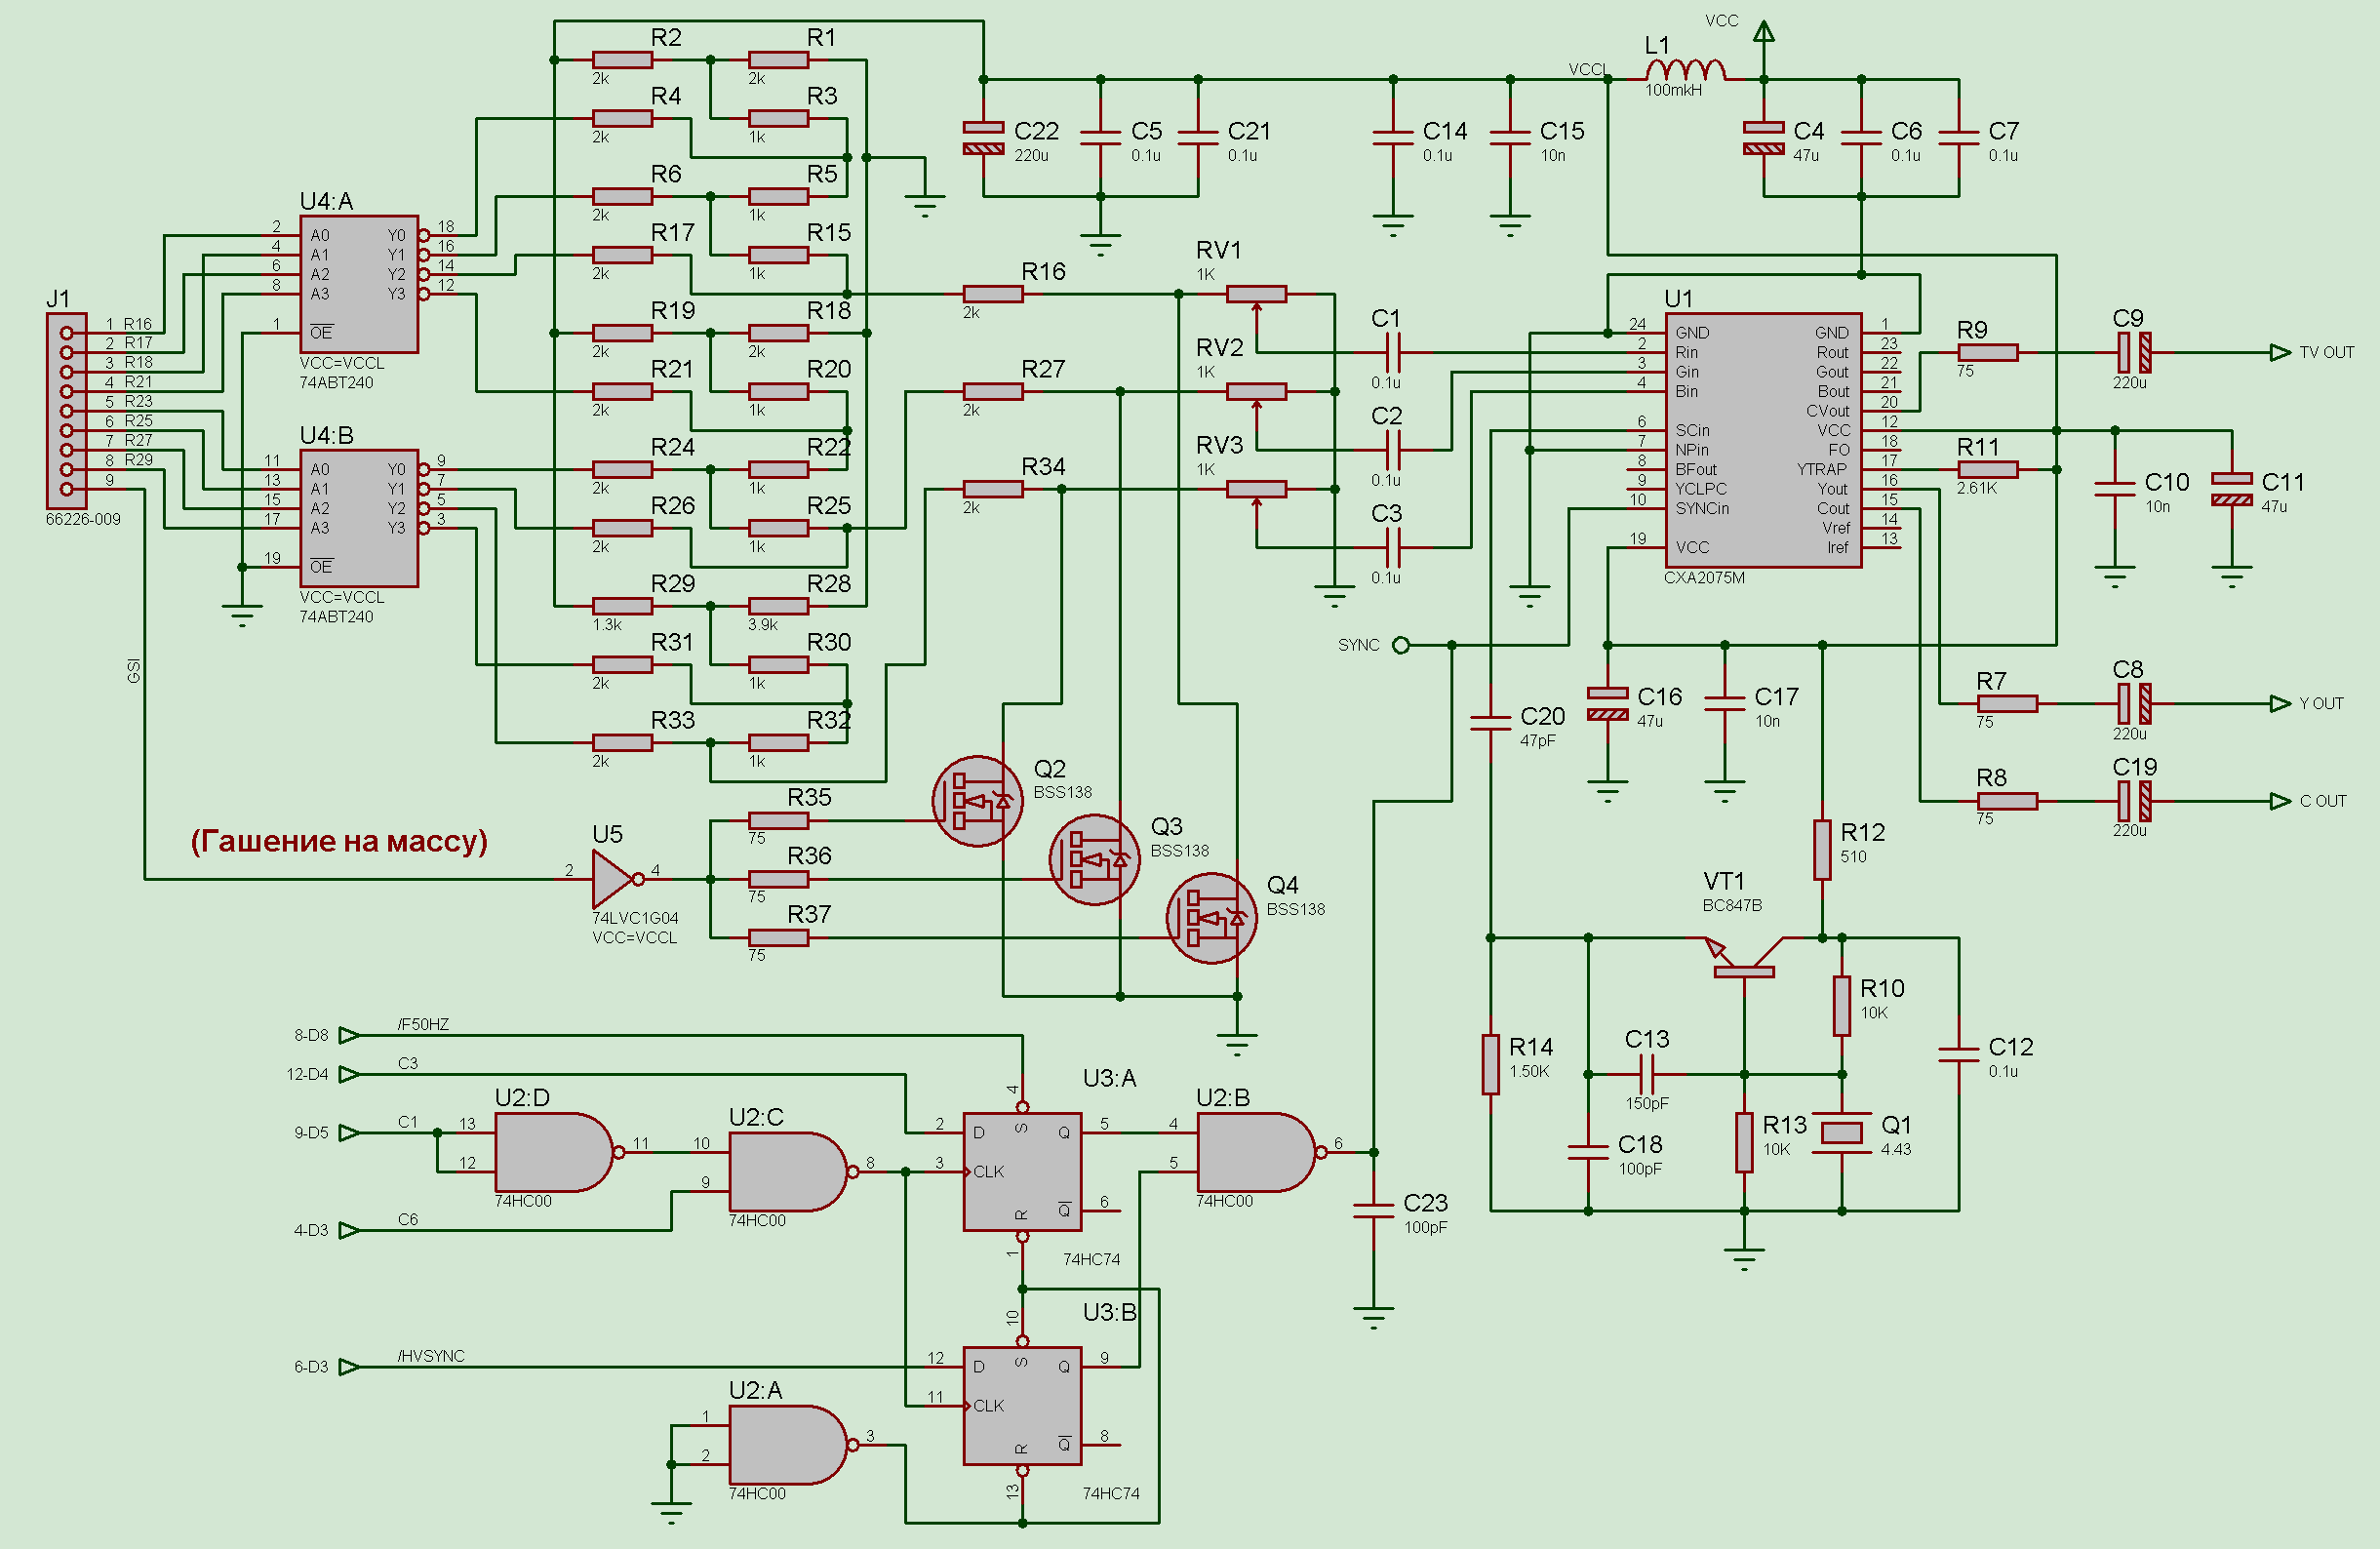 VCC
R2
R1
L1
2k
2k
VCCL
100mkH
R4
R3
2k
1k
C22
220u
C5
0.1u
C21
0.1u
C14
0.1u
C15
10n
C4
47u
C6
0.1u
C7
0.1u
R6
R5
2k
1k
U4:A
2 A0 Y0 18
4 A1 Y1 16
6 A2 Y2 14
8 A3 Y3 12
1 OE
VCC=VCCL
74ABT240
R17
R15
2k
1k
R16
2k
RV1
1K
J1
1 R16
2 R17
3 R18
4 R21
5 R23
6 R25
7 R27
8 R29
9
66226-009
R19
R18
2k
2k
R21
R20
2k
1k
R27
2k
RV2
1K
C1
0.1u
U1
24 GND GND 1
2 Rin Rout 23
3 Gin Gout 22
4 Bin Bout 21
CVout 20
6 SCin VCC 12
7 NPin FO 18
8 BFout YTRAP 17
9 YCLPC Yout 16
10 SYNCin Cout 15
Vref 14
19 VCC Iref 13
CXA2075M
R9
75
C9
220u
TV OUT
C2
0.1u
U4:B
11 A0 Y0 9
13 A1 Y1 7
15 A2 Y2 5
17 A3 Y3 3
19 OE
VCC=VCCL
74ABT240
R24
R22
2k
1k
R34
2k
RV3
1K
R11
2.61K
C10
10n
C11
47u
R26
R25
2k
1k
C3
0.1u
R29
R28
1.3k
3.9k
GSI
R31
R30
2k
1k
SYNC
R33
R32
2k
1k
C20
47pF
C16
47u
C17
10n
R7
75
C8
220u
Y OUT
Q2
BSS138
R8
75
C19
220u
C OUT
(Гашение на массу)
U5
2
4
74LVC1G04
VCC=VCCL
R35
75
R36
75
R37
75
Q3
BSS138
Q4
BSS138
R12
510
VT1
BC847B
R10
10K
8-D8
/F50HZ
12-D4
C3
9-D5
C1
4-D3
C6
U2:D
13
12
11
74HC00
U2:C
10
9
8
74HC00
U3:A
4
2 D S Q 5
3 CLK
R Q 6
1
74HC74
U2:B
4
5
6
74HC00
C23
100pF
R14
1.50K
C13
150pF
C18
100pF
R13
10K
Q1
4.43
C12
0.1u
U3:B
10
6-D3
/HVSYNC
12 D S Q 9
11 CLK
R Q 8
13
74HC74
U2:A
1
2
3
74HC00